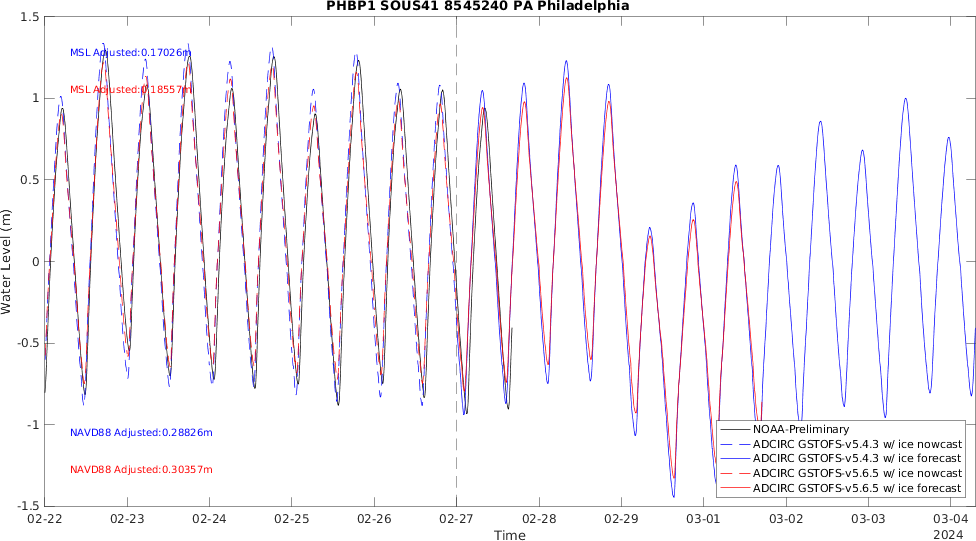 PHBP1 SOUS41 8545240 PA Philadelphia
1.5
1
0.5
0
-0.5
-1
-1.5
Water Level (m)
MSL Adjusted:0.17026m
MSL Adjusted:0.18557m
NAVD88 Adjusted:0.28826m
NAVD88 Adjusted:0.30357m
NOAA-Preliminary
ADCIRC GSTOFS-v5.4.3 w/ ice nowcast
ADCIRC GSTOFS-v5.4.3 w/ ice forecast
ADCIRC GSTOFS-v5.6.5 w/ ice nowcast
ADCIRC GSTOFS-v5.6.5 w/ ice forecast
02-22 02-23 02-24 02-25 02-26 02-27 02-28 02-29 03-01 03-02 03-03 03-04
Time
2024